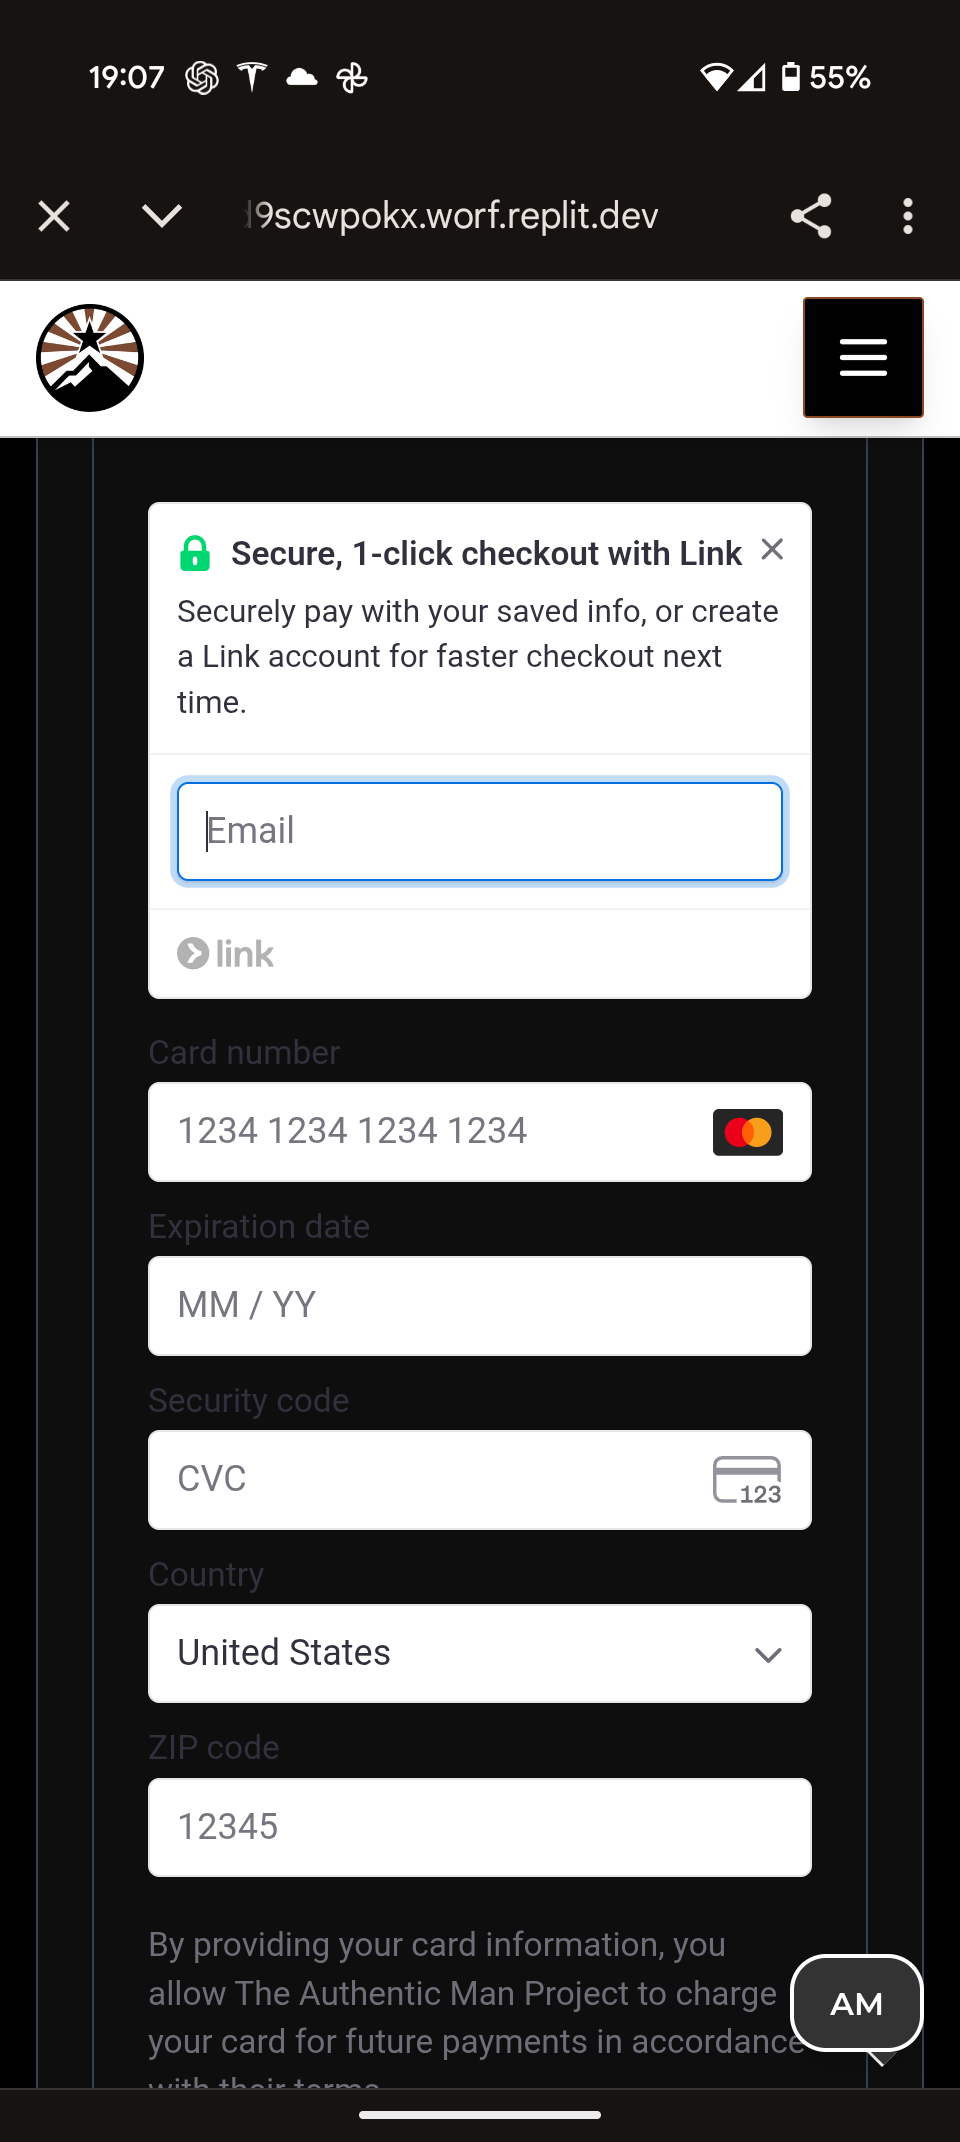 19:07
55%
9scwpokx.worf.replit.dev
Secure, 1-click checkout with Link
Securely pay with your saved info, or create
a Link account for faster checkout next
time.
Email
link
Card number
1234 1234 1234 1234
Expiration date
MM / YY
Security code
CVC
123
Country
United States
ZIP code
12345
By providing your card information, you
allow The Authentic Man Project to charge
your card for future payments in accordance
with their terms.
AM